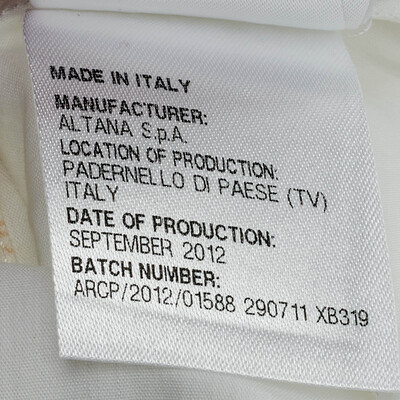 MADE IN ITALY
MANUFACTURER:
ALTANA S.p.A.
LOCATION OF PRODUCTION:
PADERNELLO DI PAESE (TV)
ITALY
DATE OF PRODUCTION:
SEPTEMBER 2012
BATCH NUMBER:
ARCP/2012/01588 290711 XB319